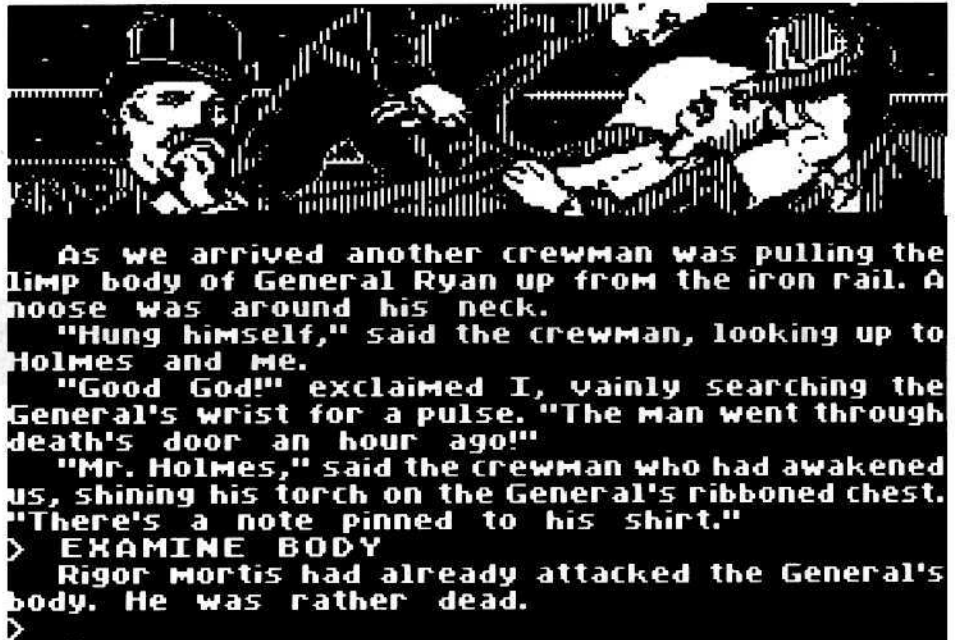 As we arrived another crewman was pulling the
limp body of General Ryan up from the iron rail. A
noose was around his neck.
"Hung himself," said the crewman, looking up to
Holmes and me.
"Good God!" exclaimed I, vainly searching the
General's wrist for a pulse. "The man went through
death's door an hour ago!"
"Mr. Holmes," said the crewman who had awakened
us, shining his torch on the General's ribboned chest.
"There's a note pinned to his shirt."
> EXAMINE BODY
Rigor mortis had already attacked the General's
body. He was rather dead.
>